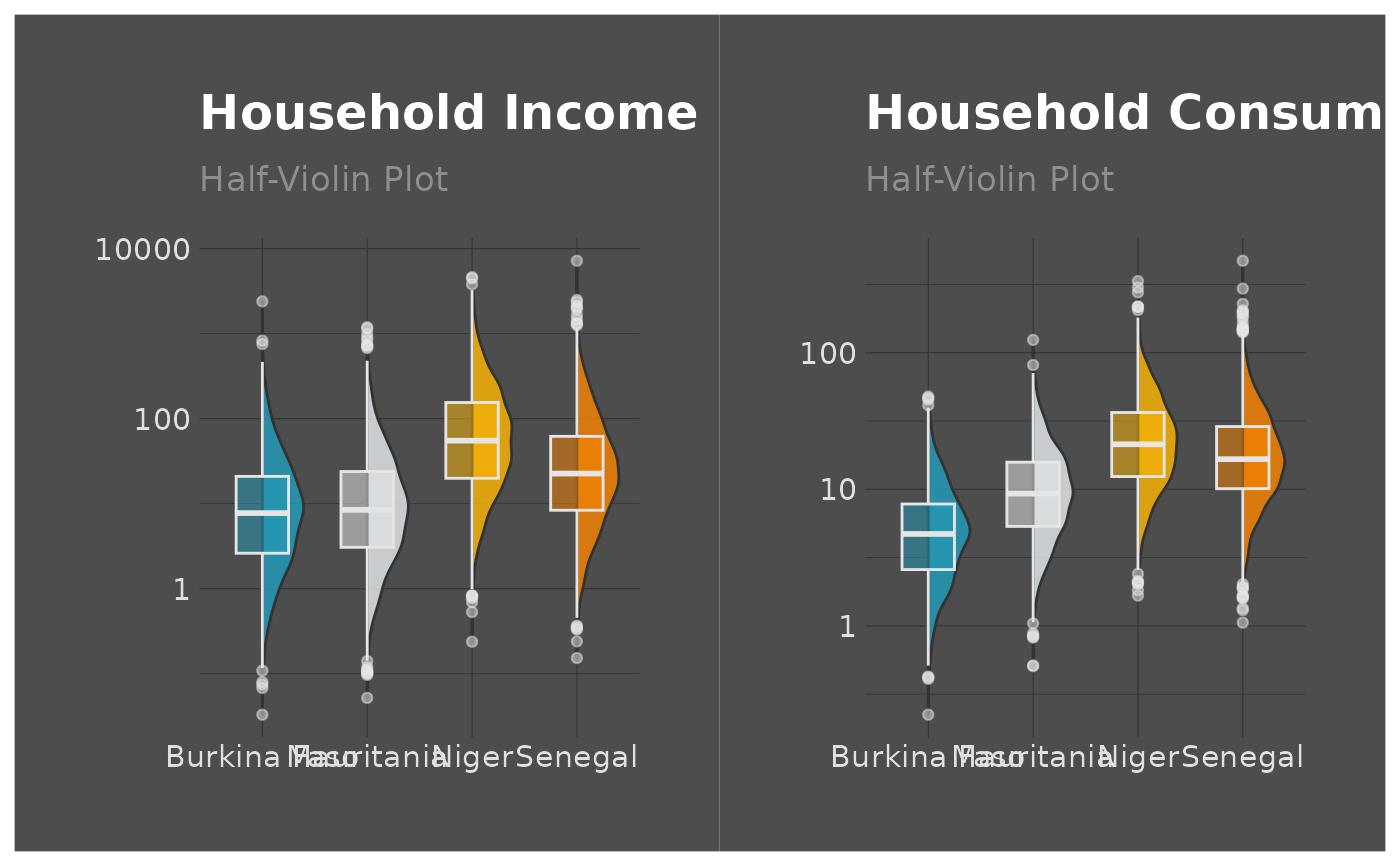 Household Income
Half-Violin Plot
10000
100
1
Burkina Faso Mauritania Niger Senegal
Household Consum
Half-Violin Plot
100
10
1
Burkina Faso Mauritania Niger Senegal